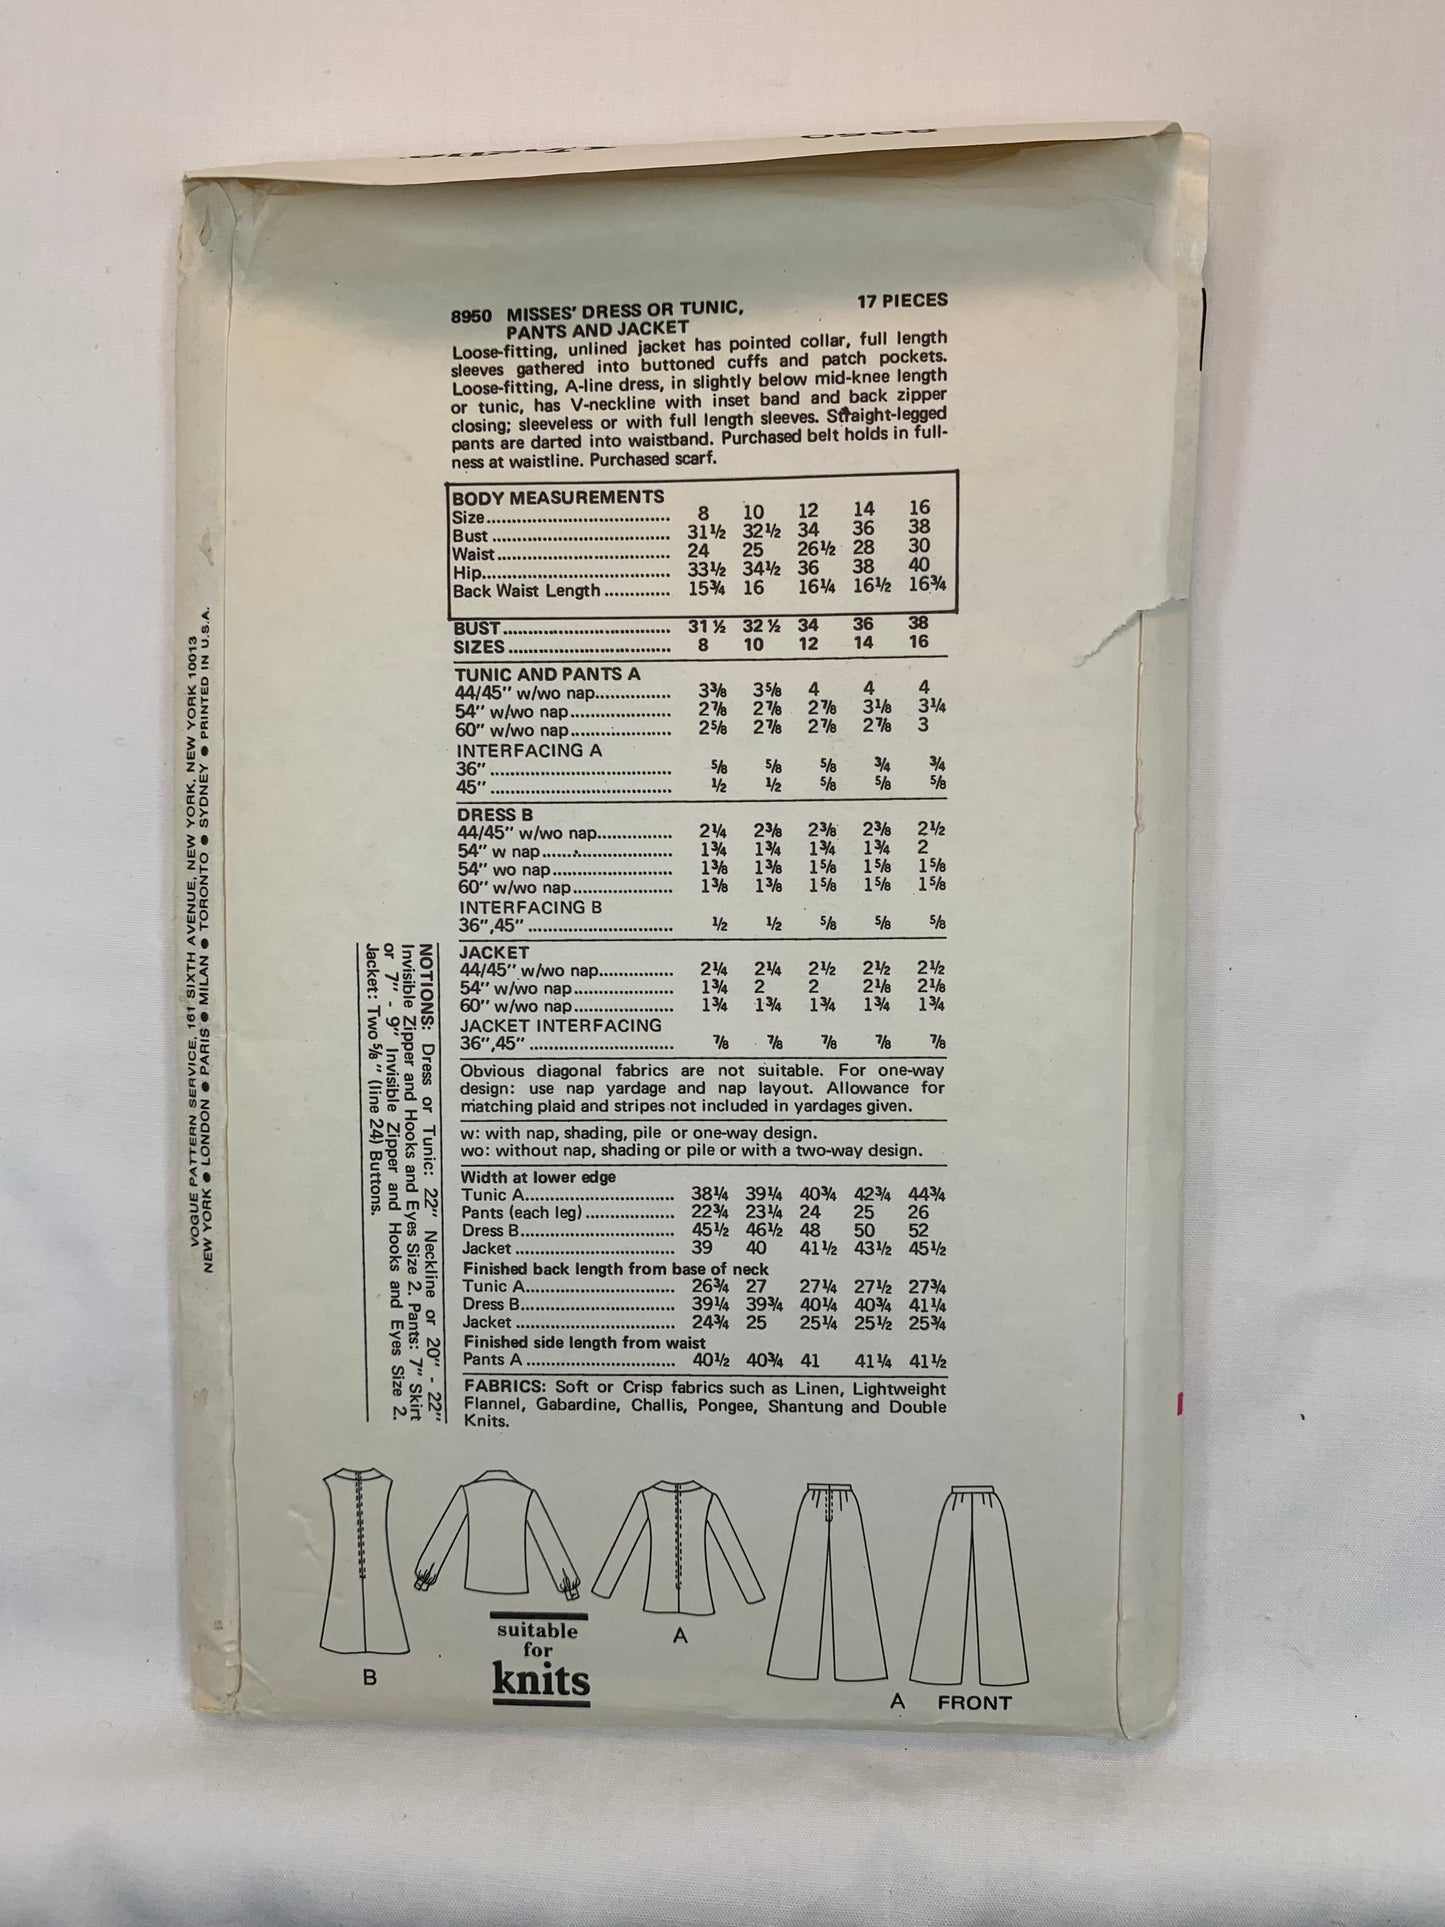 8950 MISSES' DRESS OR TUNIC, 17 PIECES
PANTS AND JACKET
Loose-fitting, unlined jacket has pointed collar, full length
sleeves gathered into buttoned cuffs and patch pockets.
Loose-fitting, A-line dress, in slightly below mid-knee length
or tunic, has V-neckline with inset band and back zipper
closing; sleeveless or with full length sleeves. Straight-legged
pants are darted into waistband. Purchased belt holds in full-
ness at waistline. Purchased scarf.
BODY MEASUREMENTS
Size 8 10 12 14 16
Bust 31½ 32½ 34 36 38
Waist 24 25 26½ 28 30
Hip 33½ 34½ 36 38 40
Back Waist Length 15¾ 16 16¼ 16½ 16¾
BUST 31 ½ 32 ½ 34 36 38
SIZES 8 10 12 14 16
TUNIC AND PANTS A
44/45" w/wo nap 3⅜ 3⅝ 4 4 4
54" w/wo nap 2⅞ 2⅞ 2⅞ 3⅛ 3¼
60" w/wo nap 2⅝ 2⅞ 2⅞ 2⅞ 3
INTERFACING A
36" ⅝ ⅝ ⅝ ¾ ¾
45" ½ ½ ⅝ ⅝ ⅝
DRESS B
44/45" w/wo nap 2¼ 2⅜ 2⅜ 2⅜ 2½
54" w nap 1¾ 1¾ 1¾ 1¾ 2
54" wo nap 1⅜ 1⅜ 1⅝ 1⅝ 1⅝
60" w/wo nap 1⅜ 1⅜ 1⅝ 1⅝ 1⅝
INTERFACING B
36",45" ½ ½ ⅝ ⅝ ⅝
JACKET
44/45" w/wo nap 2¼ 2¼ 2½ 2½ 2½
54" w/wo nap 1¾ 2 2 2⅛ 2⅛
60" w/wo nap 1¾ 1¾ 1¾ 1¾ 1¾
JACKET INTERFACING
36",45" ⅞ ⅞ ⅞ ⅞ ⅞
Obvious diagonal fabrics are not suitable. For one-way
design: use nap yardage and nap layout. Allowance for
matching plaid and stripes not included in yardages given.
w: with nap, shading, pile or one-way design.
wo: without nap, shading or pile or with a two-way design.
Width at lower edge
Tunic A 38¼ 39¼ 40¾ 42¾ 44¾
Pants (each leg) 22¾ 23¼ 24 25 26
Dress B 45½ 46½ 48 50 52
Jacket 39 40 41½ 43½ 45½
Finished back length from base of neck
Tunic A 26¾ 27 27¼ 27½ 27¾
Dress B 39¼ 39¾ 40¼ 40¾ 41¼
Jacket 24¾ 25 25¼ 25½ 25¾
Finished side length from waist
Pants A 40½ 40¾ 41 41¼ 41½
FABRICS: Soft or Crisp fabrics such as Linen, Lightweight
Flannel, Gabardine, Challis, Pongee, Shantung and Double
Knits.
NOTIONS: Dress or Tunic: 22" Neckline or 20" - 22"
Invisible Zipper and Hooks and Eyes Size 2. Pants: 7" Skirt
or 7" - 9" Invisible Zipper and Hooks and Eyes Size 2.
Jacket: Two ⅝" (line 24) Buttons.
VOGUE PATTERN SERVICE, 161 SIXTH AVENUE, NEW YORK, NEW YORK 10013
NEW YORK ● LONDON ● PARIS ● MILAN ● TORONTO ● SYDNEY ● PRINTED IN U.S.A.
suitable
for
knits
B
A
A FRONT